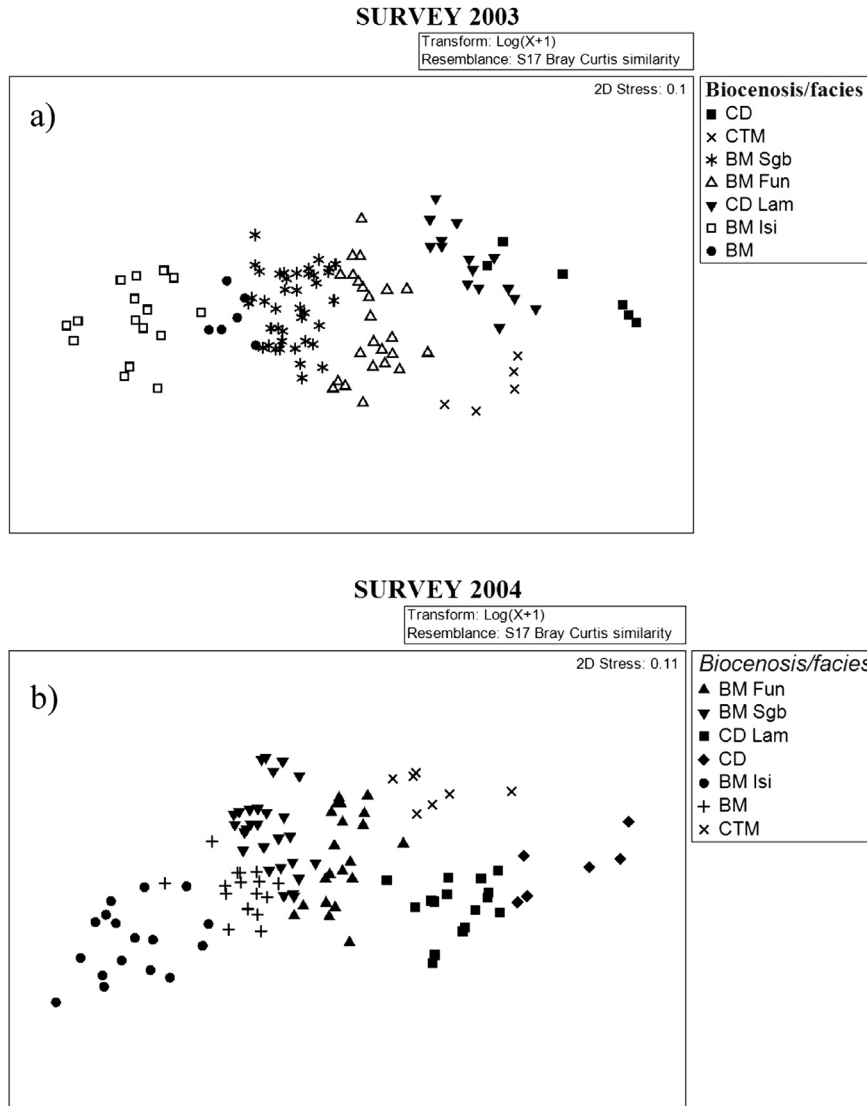 SURVEY 2003
Transform: Log(X+1)
Resemblance: S17 Bray Curtis similarity
2D Stress: 0.1
a)
Biocenosis/facies
CD
CTM
BM Sgb
BM Fun
CD Lam
BM Isi
BM
SURVEY 2004
Transform: Log(X+1)
Resemblance: S17 Bray Curtis similarity
2D Stress: 0.11
b)
Biocenosis/facies
BM Fun
BM Sgb
CD Lam
CD
BM Isi
BM
CTM